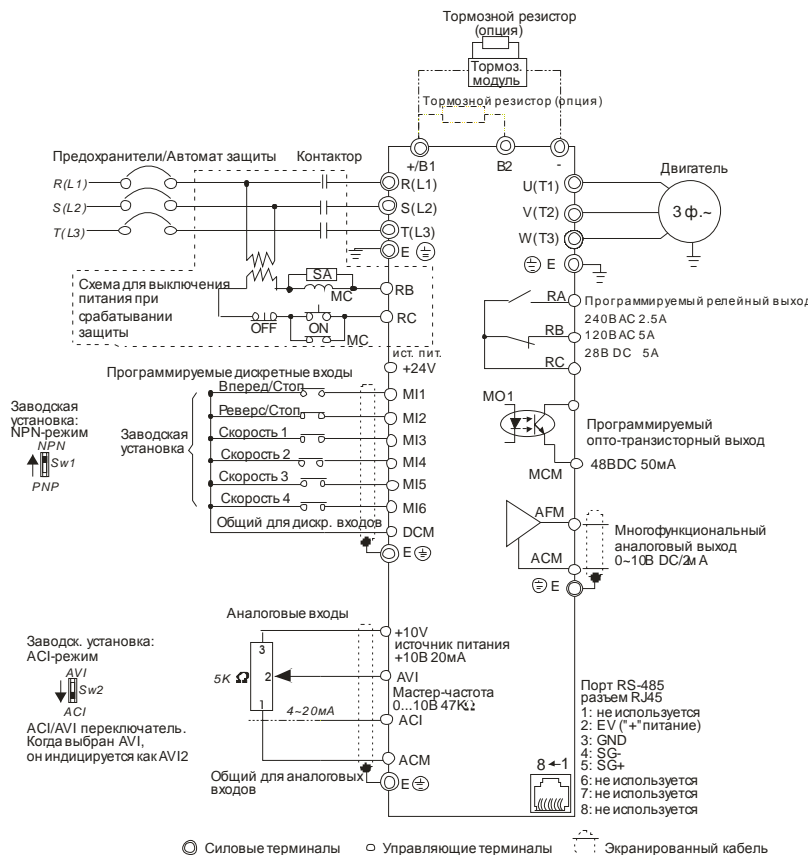 Тормозной резистор
(опция)
Тормоз.
модуль
Тормозной резистор (опция)
+/B1
B2
-
Предохранители/Автомат защиты
Контактор
Двигатель
R(L1)
S(L2)
T(L3)
R(L1)
S(L2)
T(L3)
E
U(T1)
V(T2)
W(T3)
E
3 ф.~
Схема для выключения
питания при
срабатывании
защиты
SA
MC
OFF
ON
MC
RB
RC
RA
RB
RC
Программируемый релейный выход
240ВAC 2.5A
120ВAC 5A
28В DC 5A
ист. пит.
+24V
Программируемые дискретные входы
Вперед/Стоп
MI1
Реверс/Стоп
MI2
Скорость 1
MI3
Скорость 2
MI4
Скорость 3
MI5
Скорость 4
MI6
Общий для дискр. входов
DCM
E
Заводская
установка
Заводская
установка:
NPN-режим
NPN
Sw1
PNP
MO1
MCM
Программируемый
опто-транзисторный выход
48ВDC 50мА
AFM
ACM
E
Многофункциональный
аналоговый выход
0~10В DC/2мА
Аналоговые входы
+10V
источник питания
+10В 20мА
3
2
1
5K Ω
AVI
Мастер-частота
0...10В 47KΩ
4~20мА
ACI
ACM
Общий для аналоговых
входов
E
Заводск. установка:
ACI-режим
AVI
Sw2
ACI
ACI/AVI переключатель.
Когда выбран AVI,
он индицируется как AVI2
Порт RS-485
разъем RJ45
1: не используется
2: EV ("+"питание)
3: GND
4: SG-
5: SG+
6: не используется
7: не используется
8: не используется
8←1
Силовые терминалы
Управляющие терминалы
Экранированный кабель